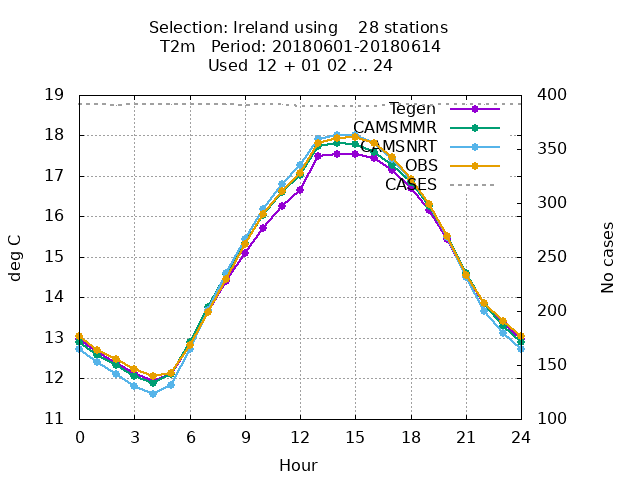 Selection: Ireland using    28 stations
T2m   Period: 20180601-20180614
Used  12 + 01 02 ... 24
19 400
Tegen
18 CAMSMMR 350
CAMSNRT
17 OBS 300
CASES
16
15 250
14 200
13 150
12
11 100
0 3 6 9 12 15 18 21 24
Hour
deg C
No cases